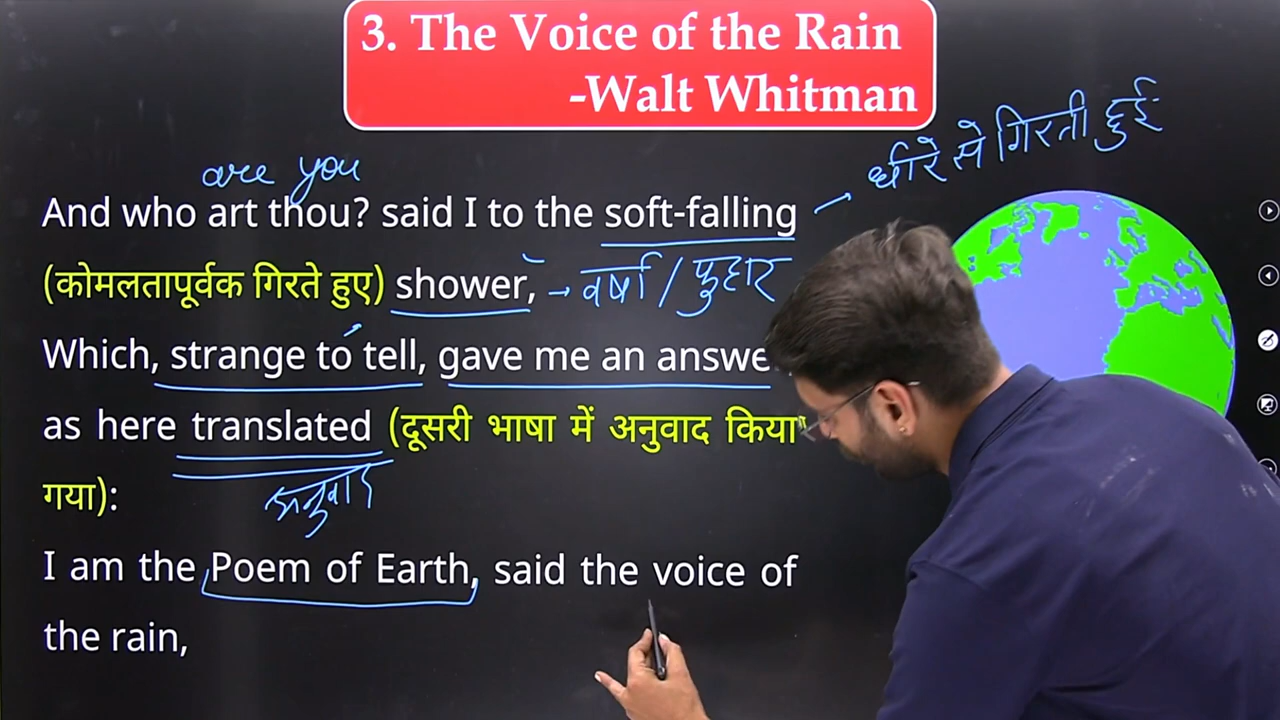 3. The Voice of the Rain
-Walt Whitman
धीरे से गिरती हुई
are you
And who art thou? said I to the soft-falling
(कोमलतापूर्वक गिरते हुए) shower, → वर्षा / फुहार
Which, strange to tell, gave me an answe
as here translated (दूसरी भाषा में अनुवाद किया
गया):
अनुवाद
I am the Poem of Earth, said the voice of
the rain,